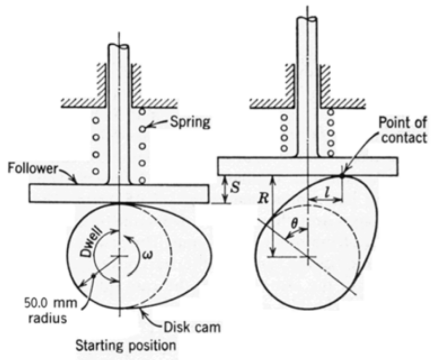 Spring
Follower
Dwell
ω
50.0 mm
radius
Disk cam
Starting position
Point of
contact
S
R
l
θ